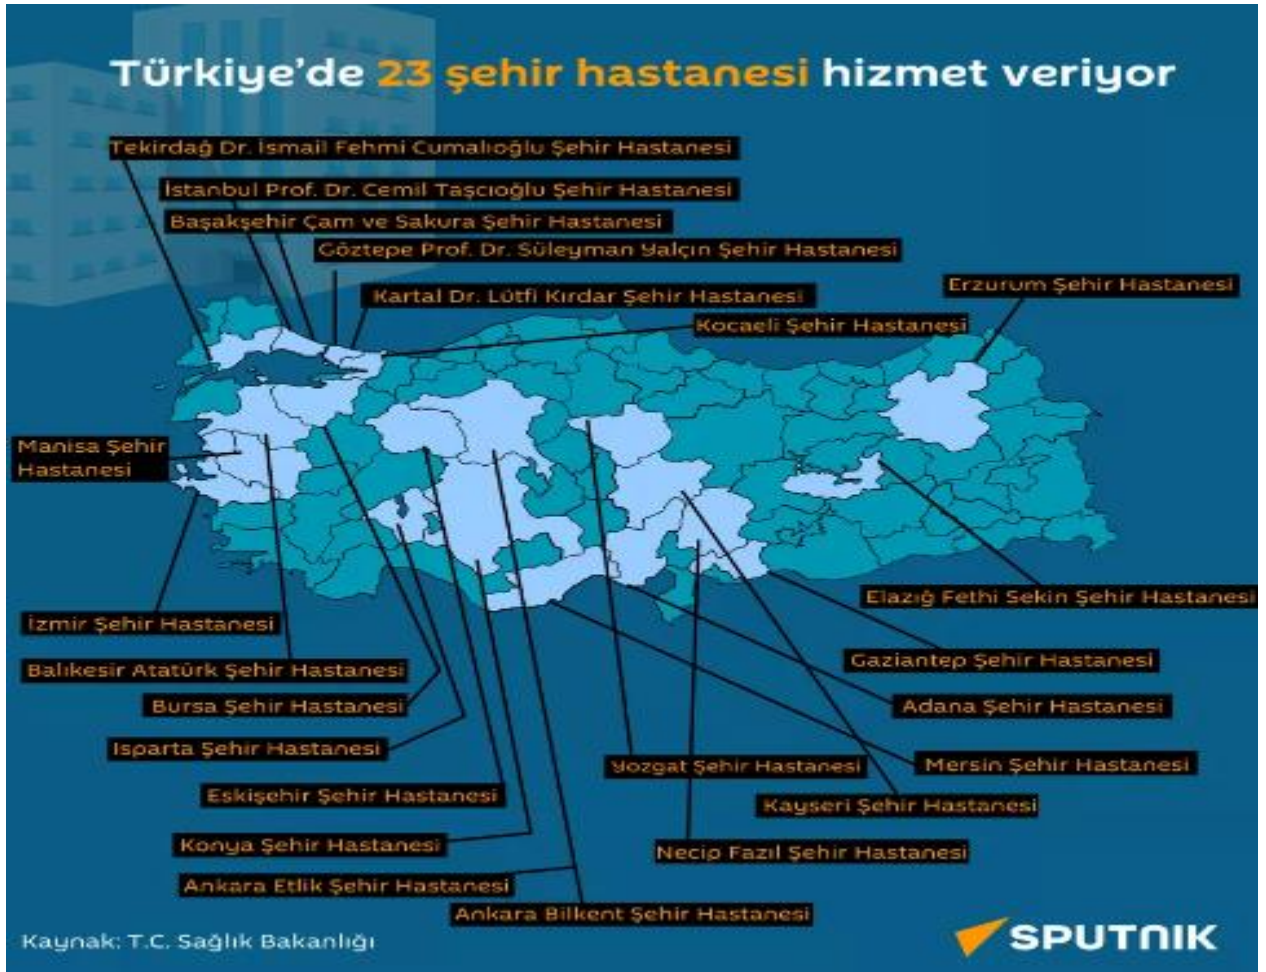 Türkiye'de 23 şehir hastanesi hizmet veriyor
Tekirdağ Dr. İsmail Fehmi Cumalıoğlu Şehir Hastanesi
İstanbul Prof. Dr. Cemil Taşcıoğlu Şehir Hastanesi
Başakşehir Çam ve Sakura Şehir Hastanesi
Göztepe Prof. Dr. Süleyman Yalçın Şehir Hastanesi
Erzurum Şehir Hastanesi
Kartal Dr. Lütfi Kırdar Şehir Hastanesi
Kocaeli Şehir Hastanesi
Manisa Şehir
Hastanesi
Elazığ Fethi Sekin Şehir Hastanesi
İzmir Şehir Hastanesi
Gaziantep Şehir Hastanesi
Balıkesir Atatürk Şehir Hastanesi
Bursa Şehir Hastanesi
Adana Şehir Hastanesi
Isparta Şehir Hastanesi
Yozgat Şehir Hastanesi
Mersin Şehir Hastanesi
Eskişehir Şehir Hastanesi
Kayseri Şehir Hastanesi
Konya Şehir Hastanesi
Necip Fazıl Şehir Hastanesi
Ankara Etlik Şehir Hastanesi
Ankara Bilkent Şehir Hastanesi
Kaynak: T.C. Sağlık Bakanlığı
SPUTNIK